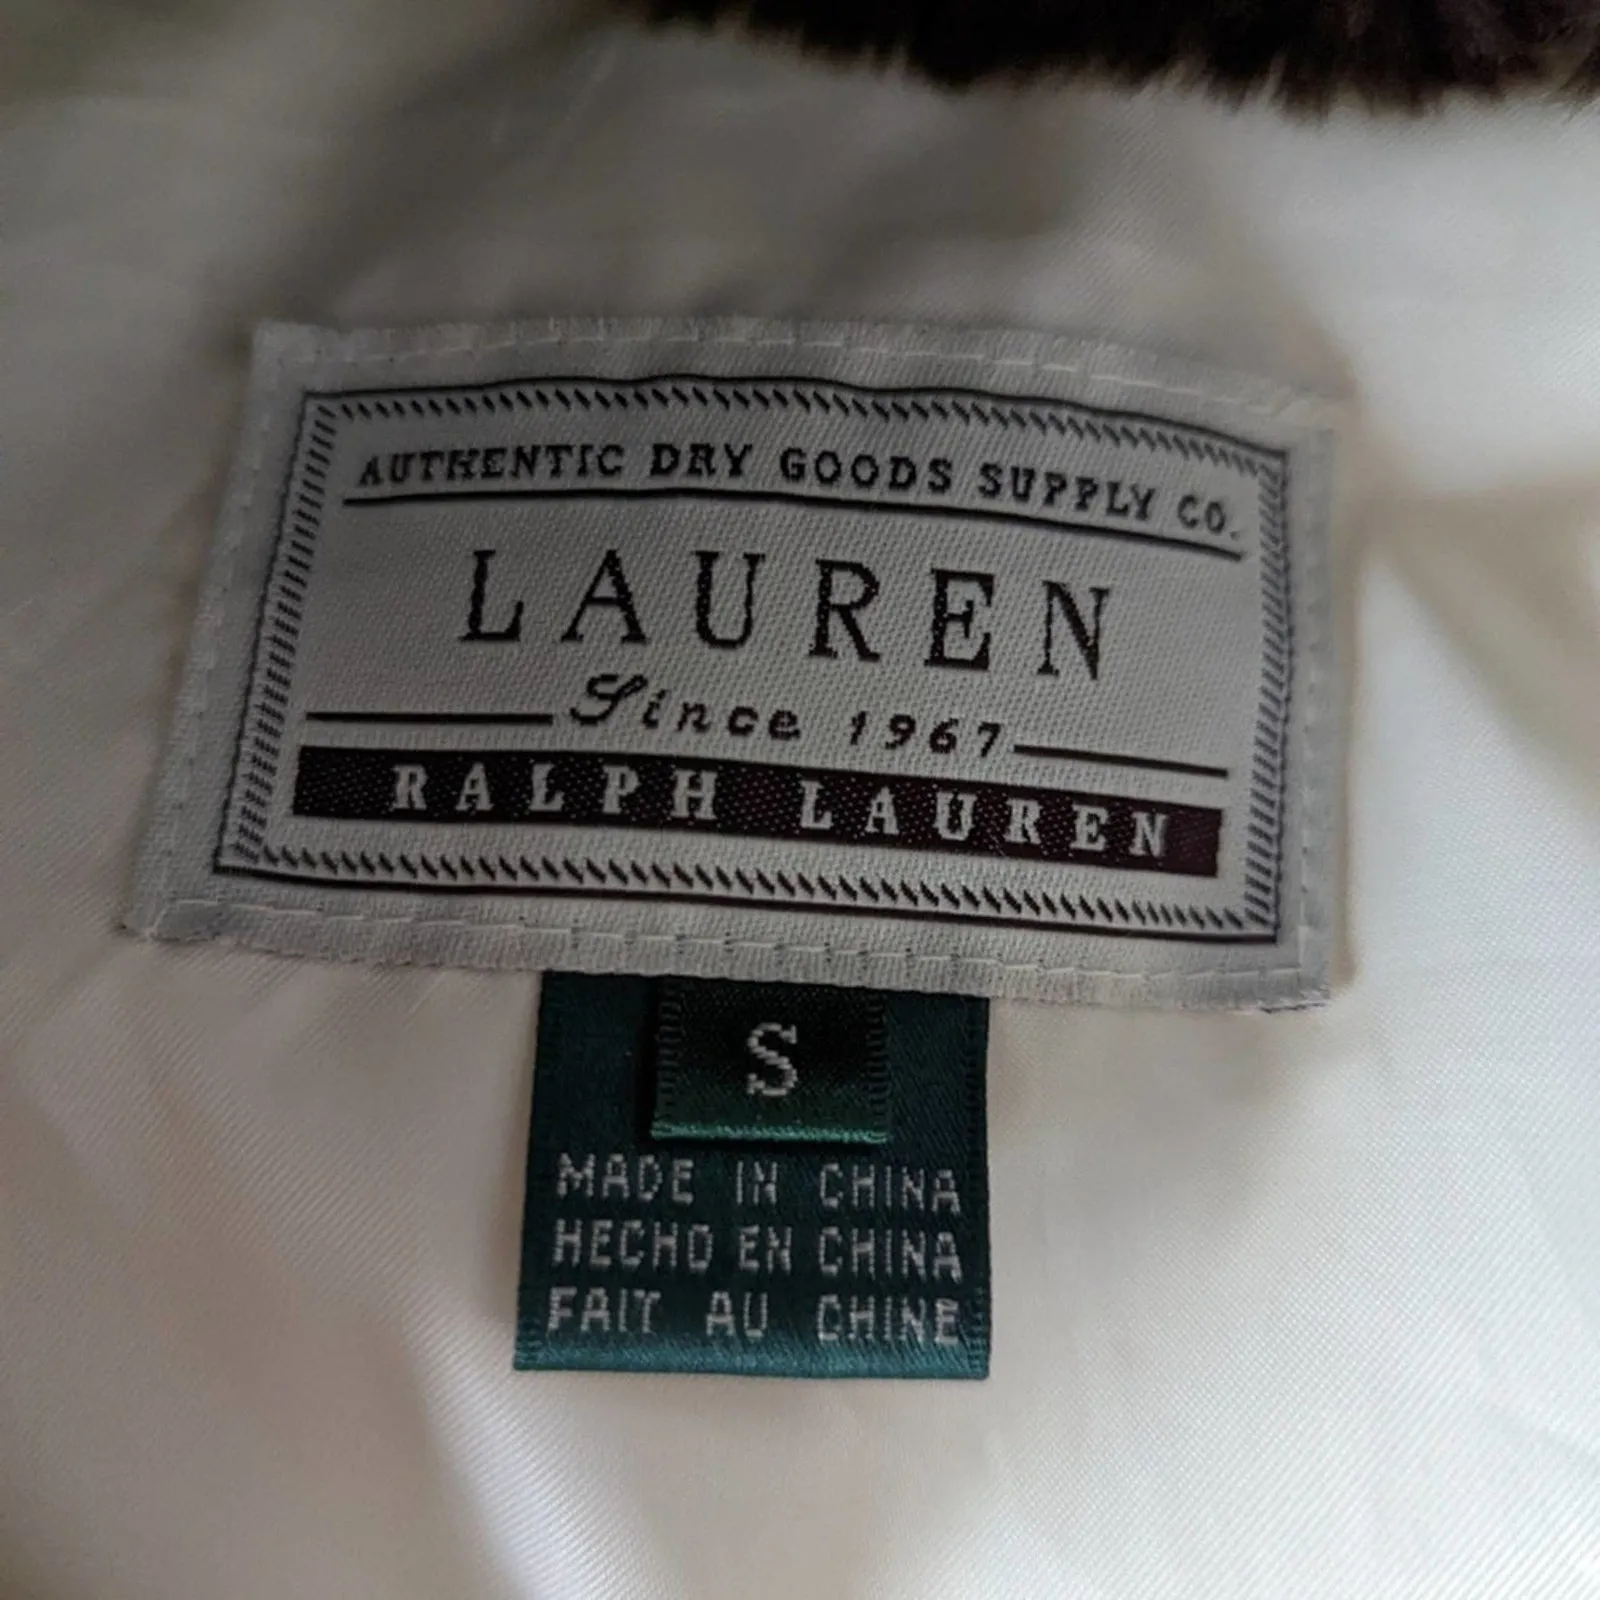 AUTHENTIC DRY GOODS SUPPLY CO.
LAUREN
Since 1967
RALPH LAUREN
S
MADE IN CHINA
HECHO EN CHINA
FAIT AU CHINE